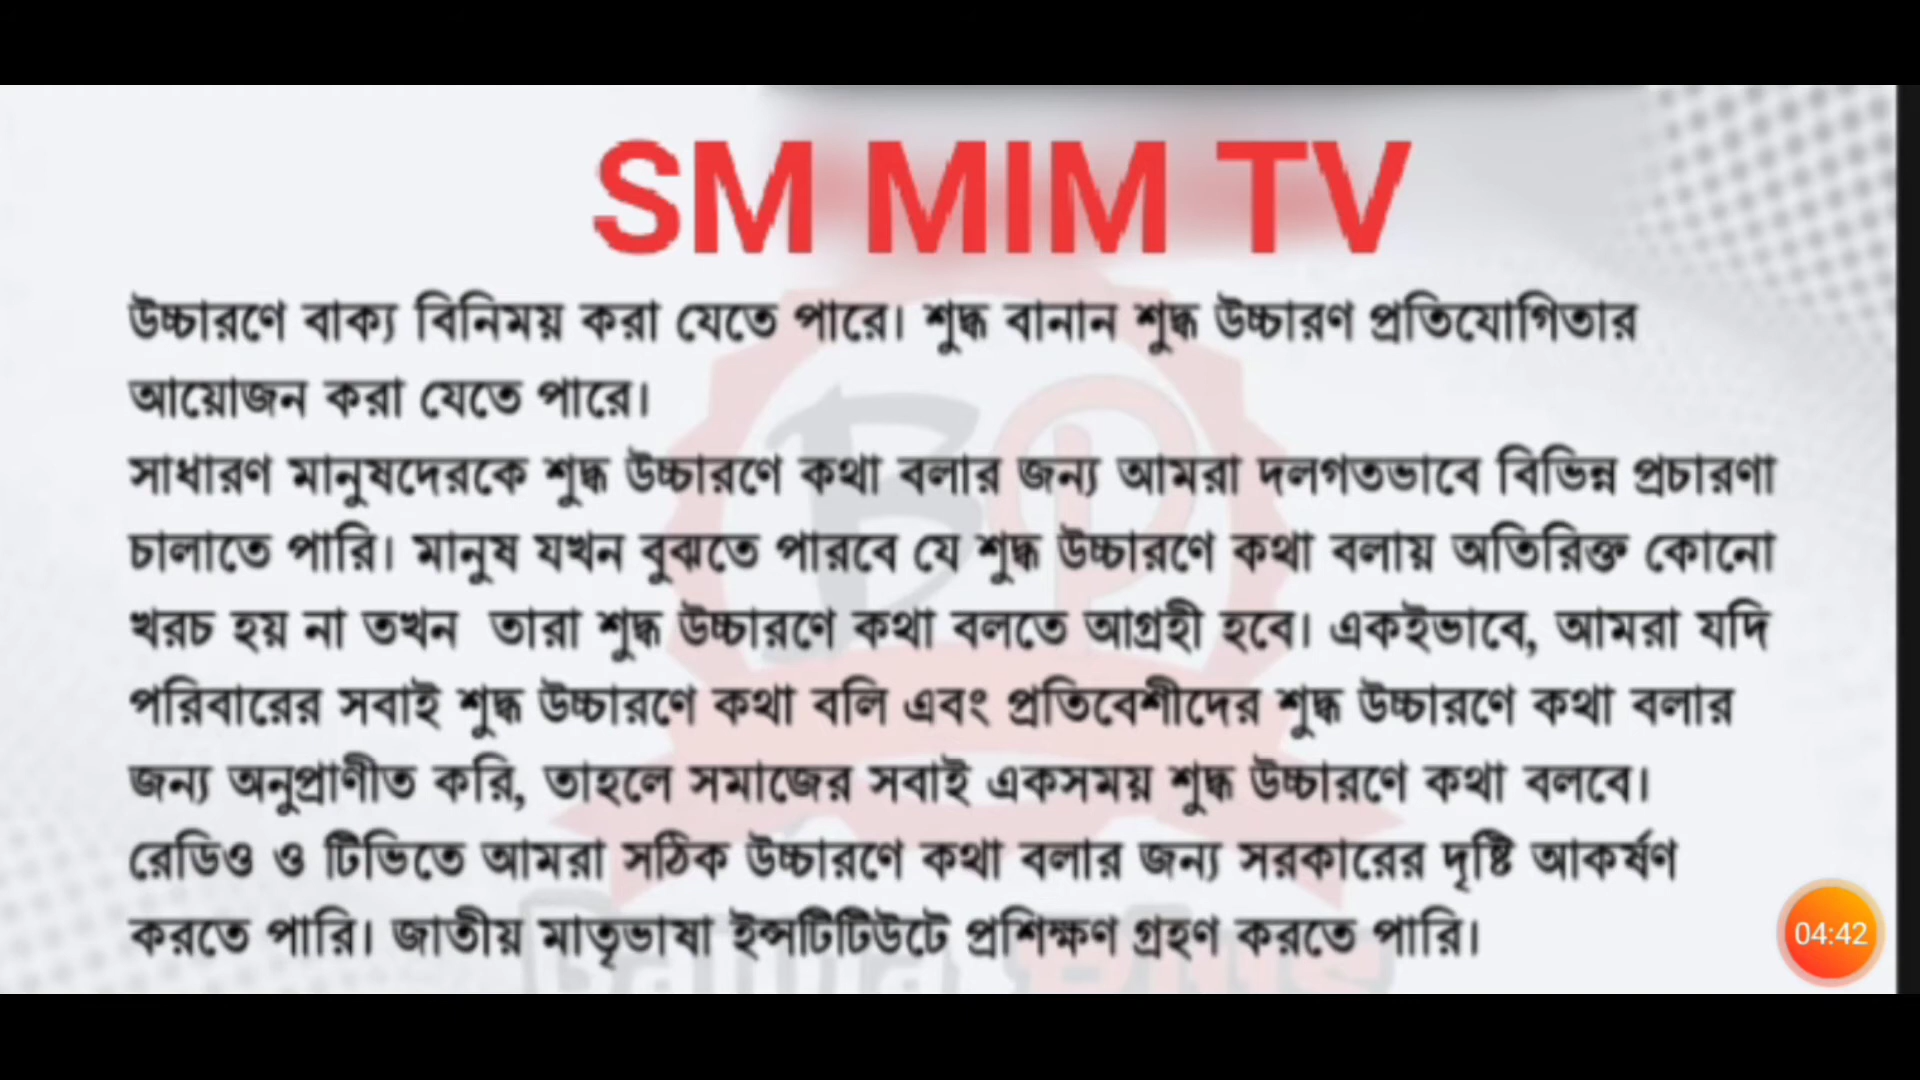 SM MIM TV
উচ্চারণে বাক্য বিনিময় করা যেতে পারে। শুদ্ধ বানান শুদ্ধ উচ্চারণ প্রতিযোগিতার
আয়োজন করা যেতে পারে।
সাধারণ মানুষদেরকে শুদ্ধ উচ্চারণে কথা বলার জন্য আমরা দলগতভাবে বিভিন্ন প্রচারণা
চালাতে পারি। মানুষ যখন বুঝতে পারবে যে শুদ্ধ উচ্চারণে কথা বলায় অতিরিক্ত কোনো
খরচ হয় না তখন তারা শুদ্ধ উচ্চারণে কথা বলতে আগ্রহী হবে। একইভাবে, আমরা যদি
পরিবারের সবাই শুদ্ধ উচ্চারণে কথা বলি এবং প্রতিবেশীদের শুদ্ধ উচ্চারণে কথা বলার
জন্য অনুপ্রাণীত করি, তাহলে সমাজের সবাই একসময় শুদ্ধ উচ্চারণে কথা বলবে।
রেডিও ও টিভিতে আমরা সঠিক উচ্চারণে কথা বলার জন্য সরকারের দৃষ্টি আকর্ষণ
করতে পারি। জাতীয় মাতৃভাষা ইন্সটিটিউটে প্রশিক্ষণ গ্রহণ করতে পারি।
04:42